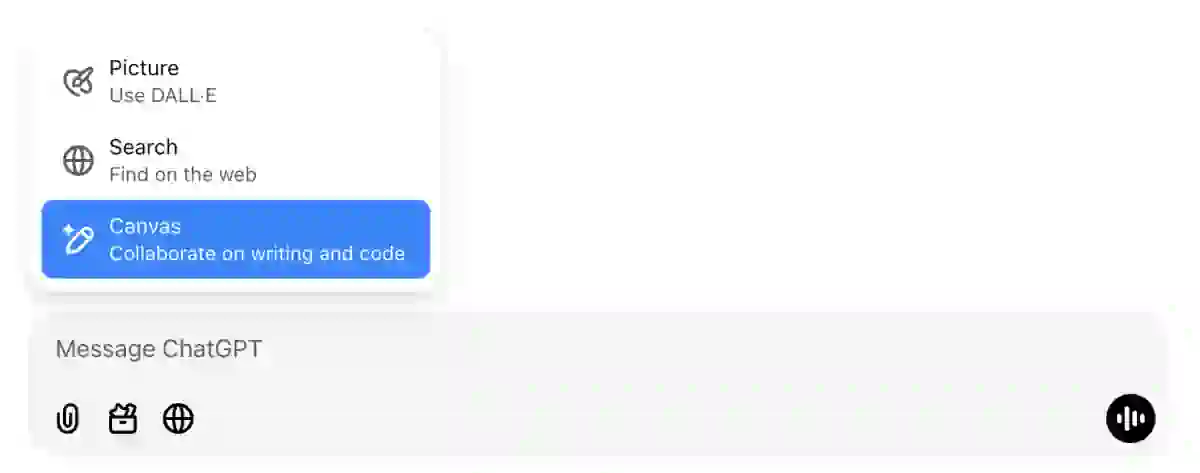 Picture
Use DALL·E
Search
Find on the web
Canvas
Collaborate on writing and code
Message ChatGPT